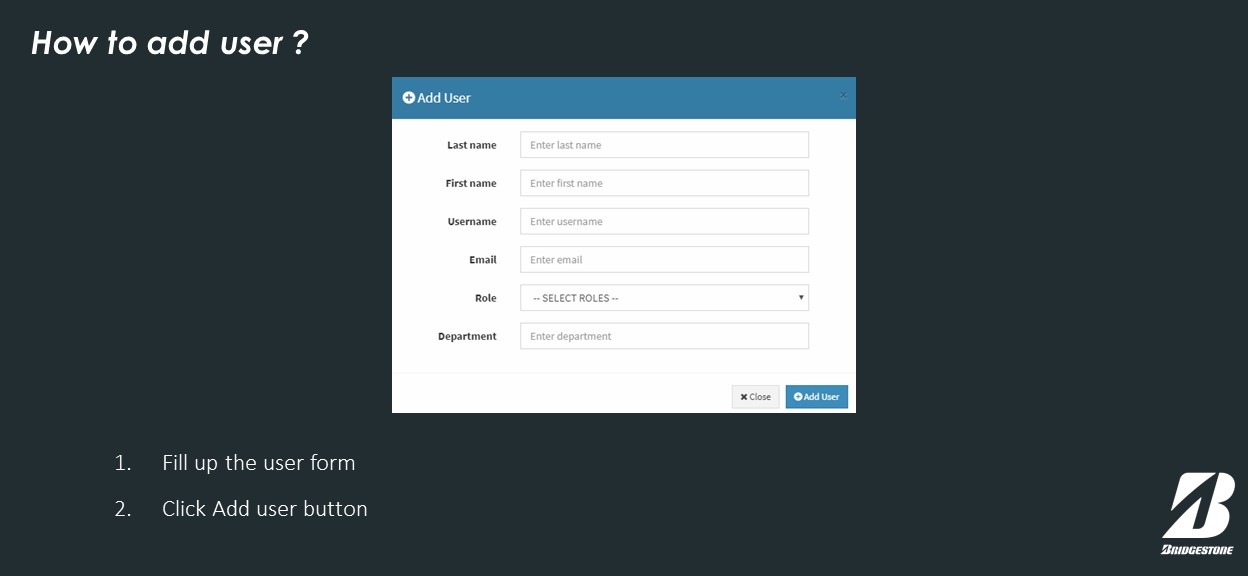 How to add user ?
Add User ×
Last name Enter last name
First name Enter first name
Username Enter username
Email Enter email
Role -- SELECT ROLES --
Department Enter department
✖ Close Add User
1. Fill up the user form
2. Click Add user button
BRIDGESTONE